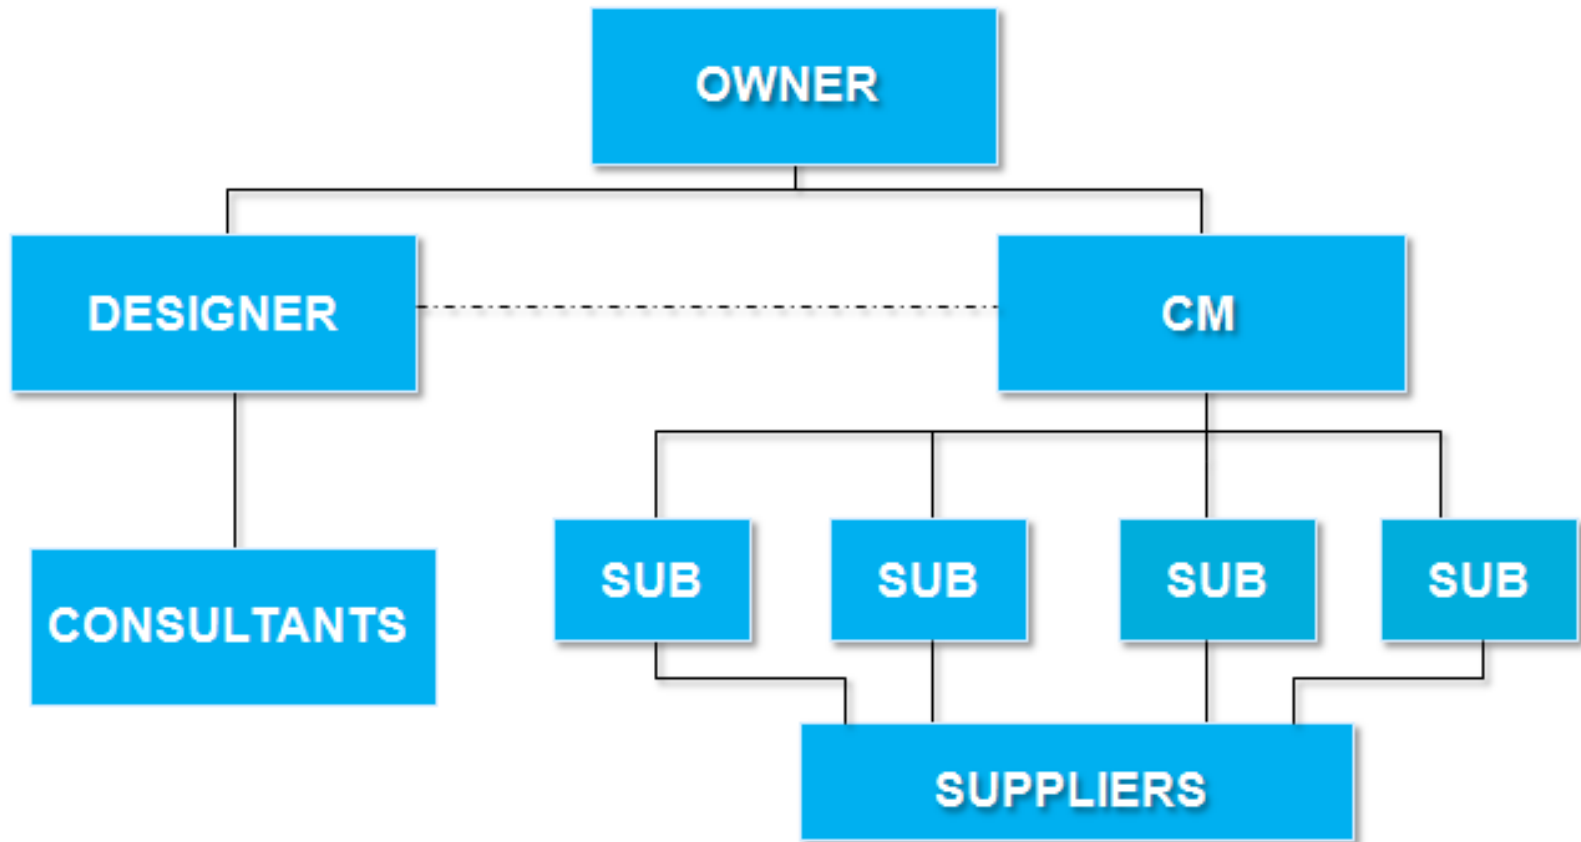 OWNER
DESIGNER
CM
SUB
SUB
SUB
SUB
CONSULTANTS
SUPPLIERS